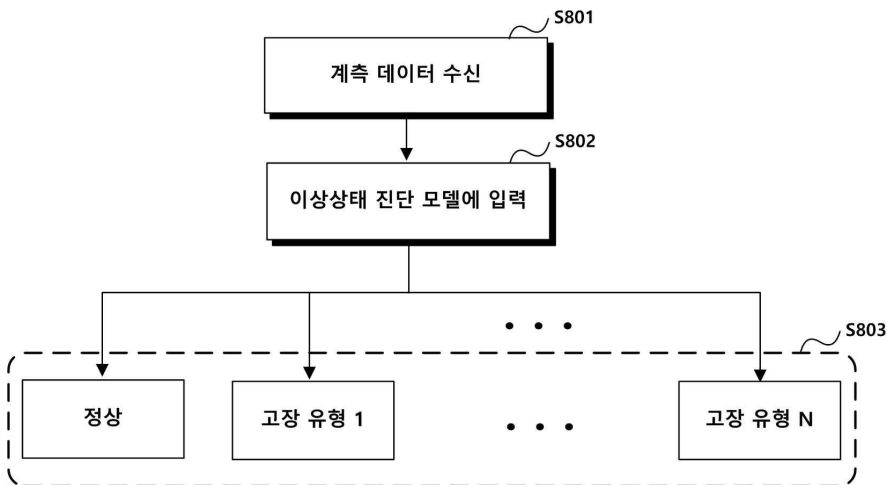 S801
계측 데이터 수신
S802
이상상태 진단 모델에 입력
S803
정상
고장 유형 1
고장 유형 N